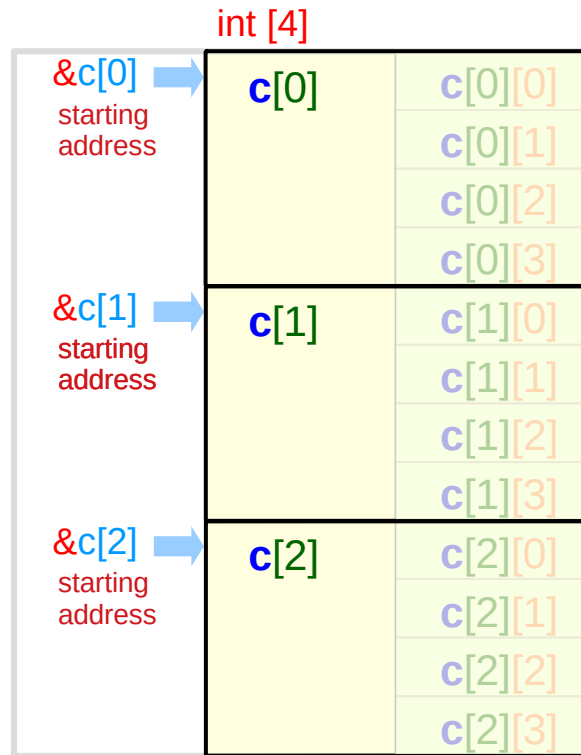 int [4]
&c[0] c[0] c[0][0]
starting
address
c[0][1]
c[0][2]
c[0][3]
&c[1] c[1] c[1][0]
starting
address
c[1][1]
c[1][2]
c[1][3]
&c[2] c[2] c[2][0]
starting
address
c[2][1]
c[2][2]
c[2][3]